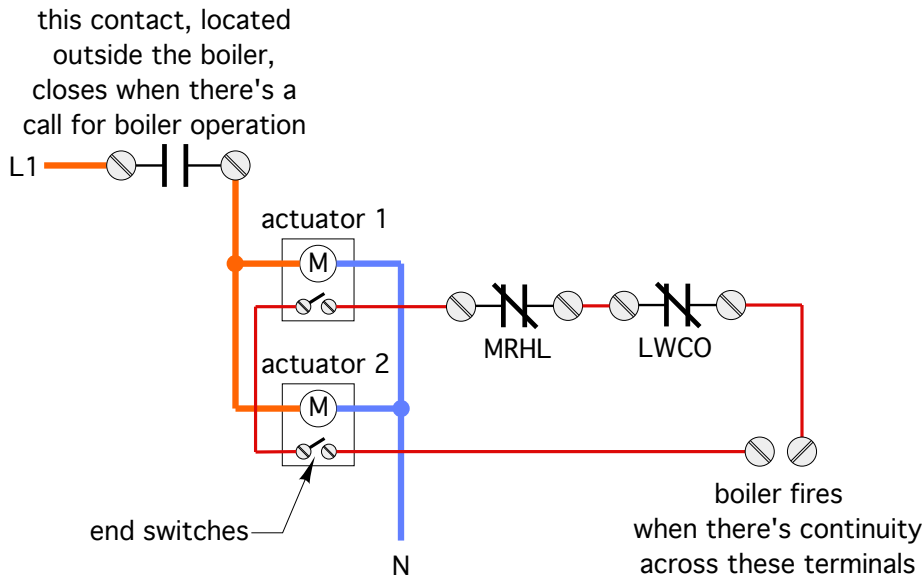 this contact, located
outside the boiler,
closes when there's a
call for boiler operation
L1
actuator 1
M
MRHL
LWCO
actuator 2
M
end switches
N
boiler fires
when there's continuity
across these terminals